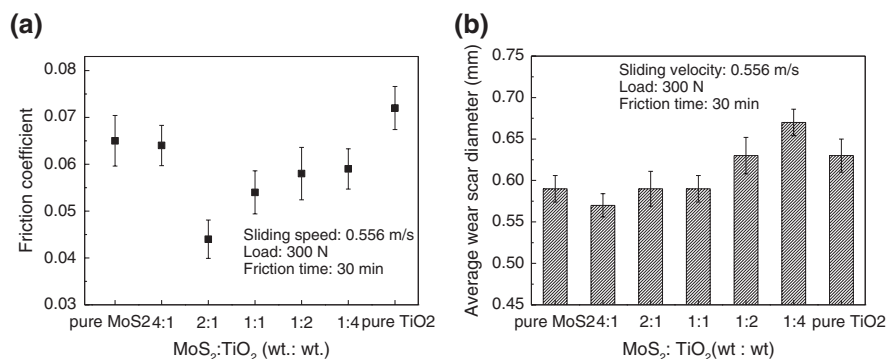 (a)
0.08
0.07
0.06
0.05
0.04
0.03
Friction coefficient
Sliding speed: 0.556 m/s
Load: 300 N
Friction time: 30 min
pure MoS2 4:1 2:1 1:1 1:2 1:4 pure TiO2
MoS₂:TiO₂ (wt.: wt.)
(b)
0.75
0.70
0.65
0.60
0.55
0.50
0.45
Average wear scar diameter (mm)
Sliding velocity: 0.556 m/s
Load: 300 N
Friction time: 30 min
pure MoS2 4:1 2:1 1:1 1:2 1:4 pure TiO2
MoS₂: TiO₂ (wt : wt)